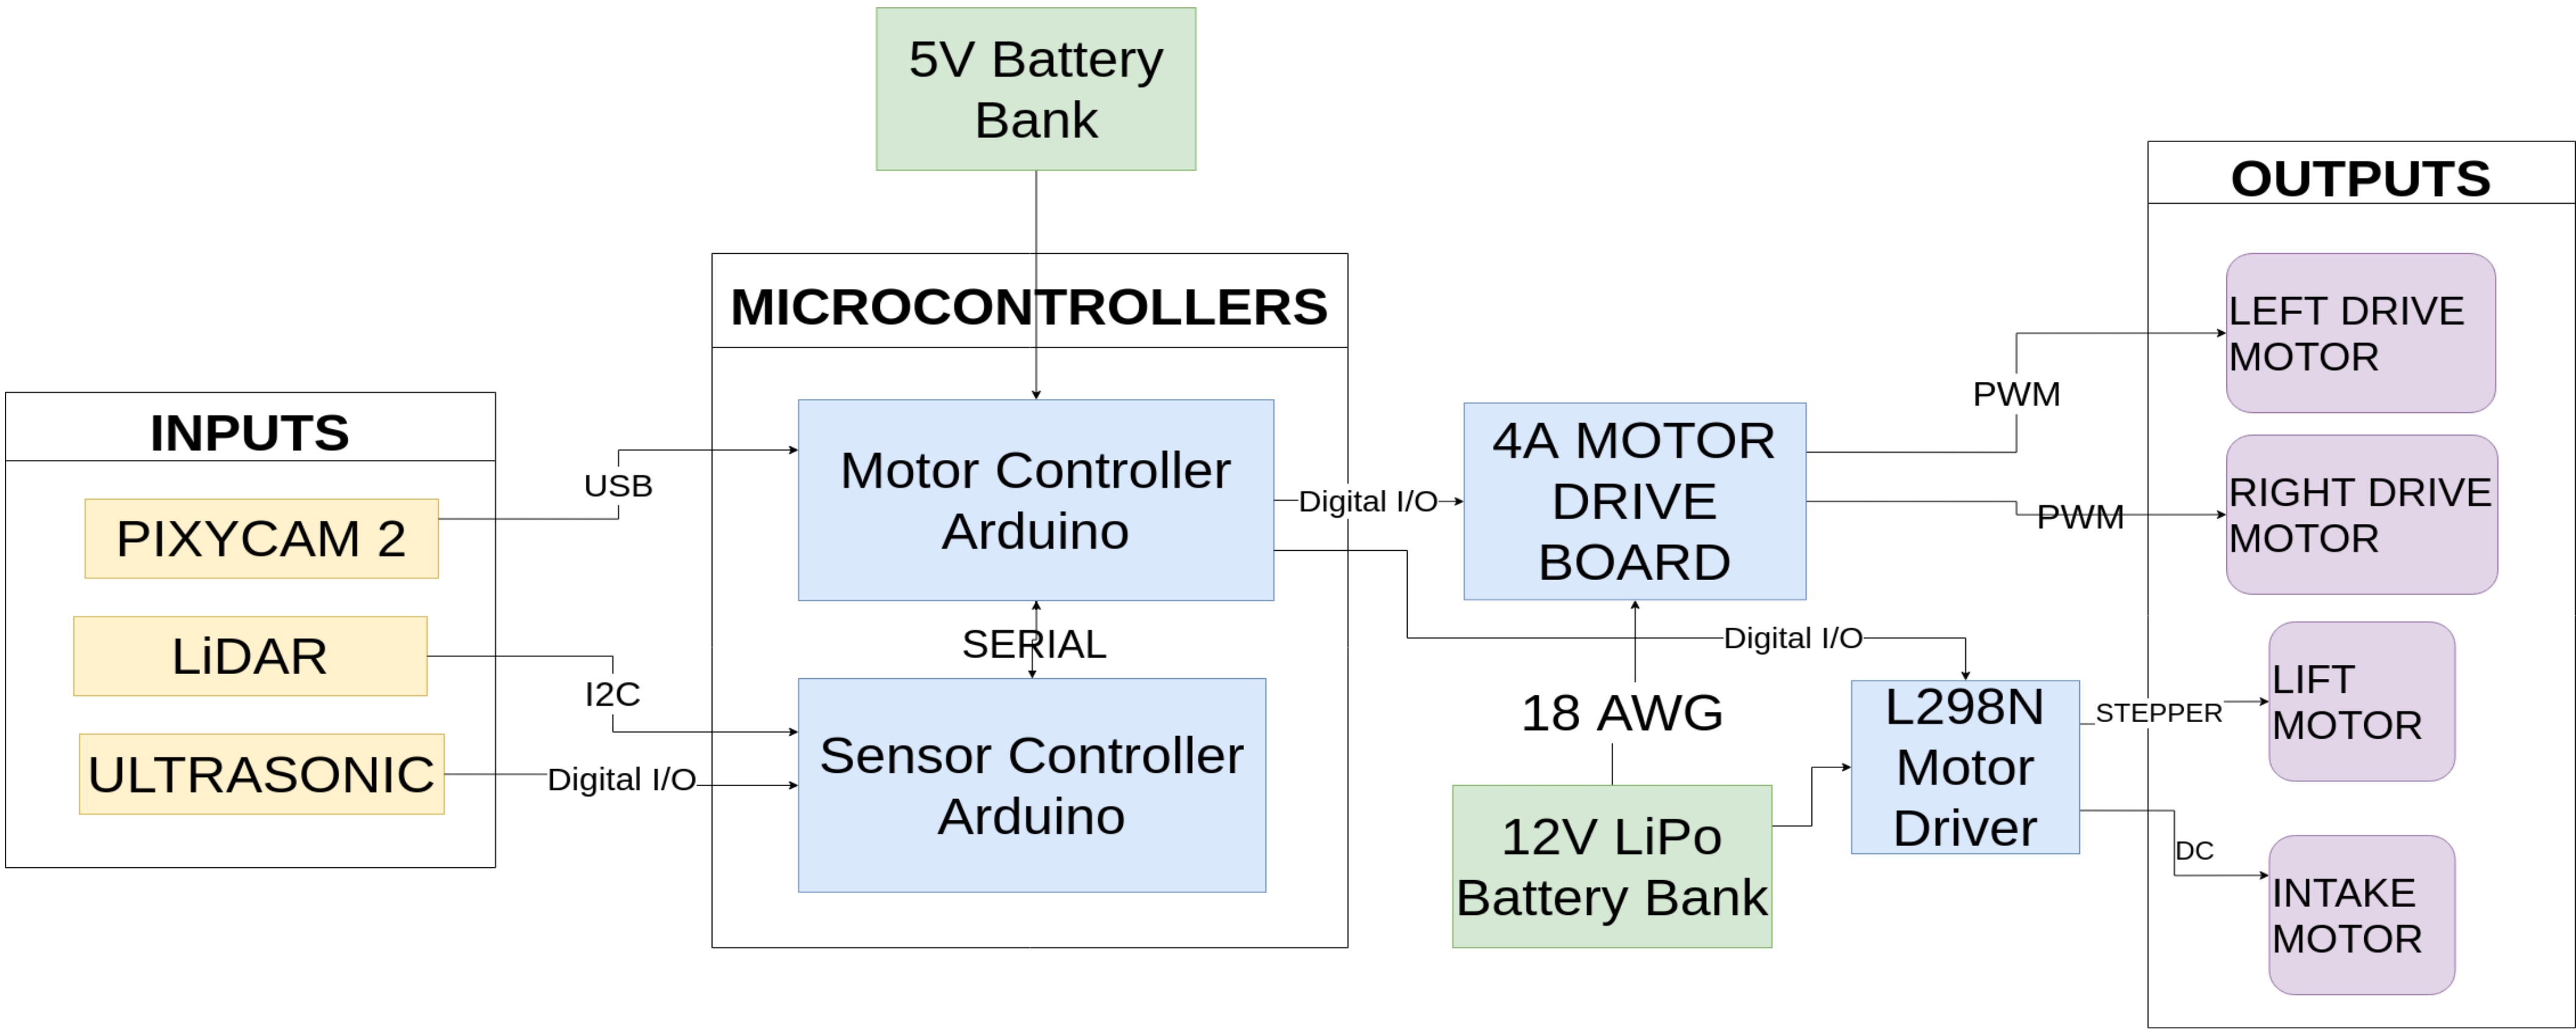 5V Battery
Bank
INPUTS
PIXYCAM 2
LiDAR
ULTRASONIC
USB
I2C
Digital I/O
MICROCONTROLLERS
Motor Controller
Arduino
SERIAL
Sensor Controller
Arduino
Digital I/O
Digital I/O
4A MOTOR
DRIVE
BOARD
18 AWG
12V LiPo
Battery Bank
L298N
Motor
Driver
PWM
PWM
STEPPER
DC
OUTPUTS
LEFT DRIVE
MOTOR
RIGHT DRIVE
MOTOR
LIFT
MOTOR
INTAKE
MOTOR